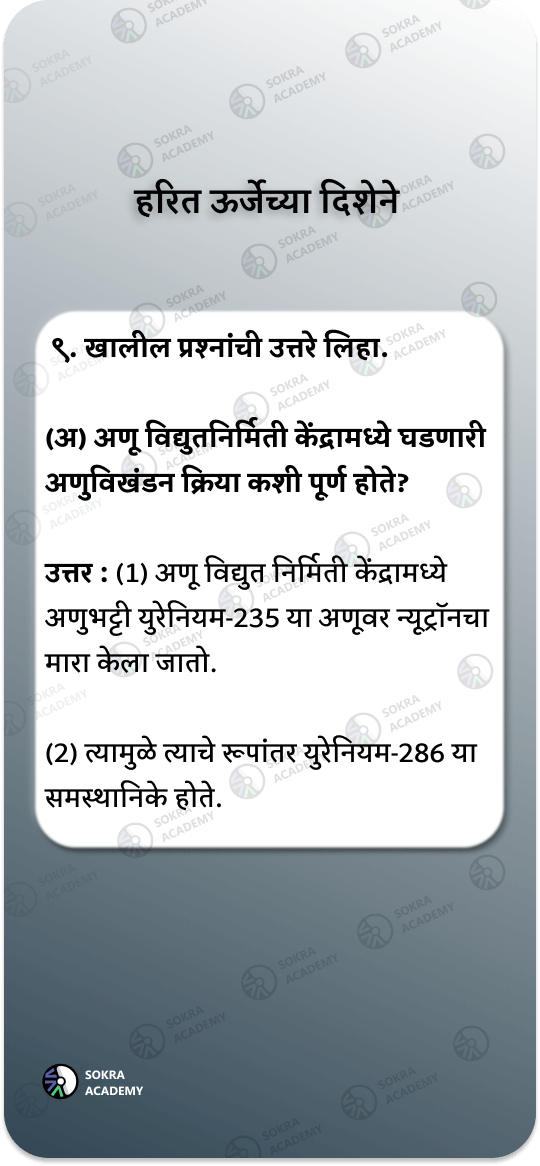 हरित ऊर्जेच्या दिशेने
९. खालील प्रश्नांची उत्तरे लिहा.
(अ) अणू विद्युतनिर्मिती केंद्रामध्ये घडणारी
अणुविखंडन क्रिया कशी पूर्ण होते?
उत्तर : (1) अणू विद्युत निर्मिती केंद्रामध्ये
अणुभट्टी युरेनियम-235 या अणूवर न्यूट्रॉनचा
मारा केला जातो.
(2) त्यामुळे त्याचे रूपांतर युरेनियम-286 या
समस्थानिके होते.
SOKRA
ACADEMY